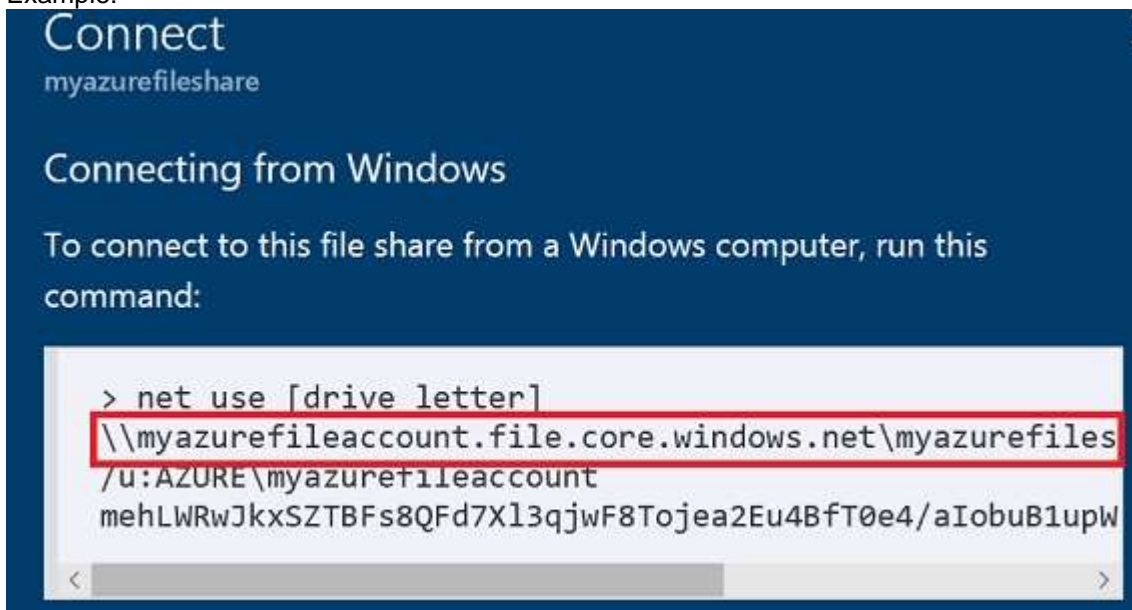 Example:
Connect
myazurefileshare
Connecting from Windows
To connect to this file share from a Windows computer, run this
command:
> net use [drive letter]
\\myazurefileaccount.file.core.windows.net\myazurefiles
/u:AZURE\myazurefileaccount
mehLWRwJkxSZTBFs8QFd7Xl3qjwF8Tojea2Eu4BfT0e4/aIobuB1upW
< >